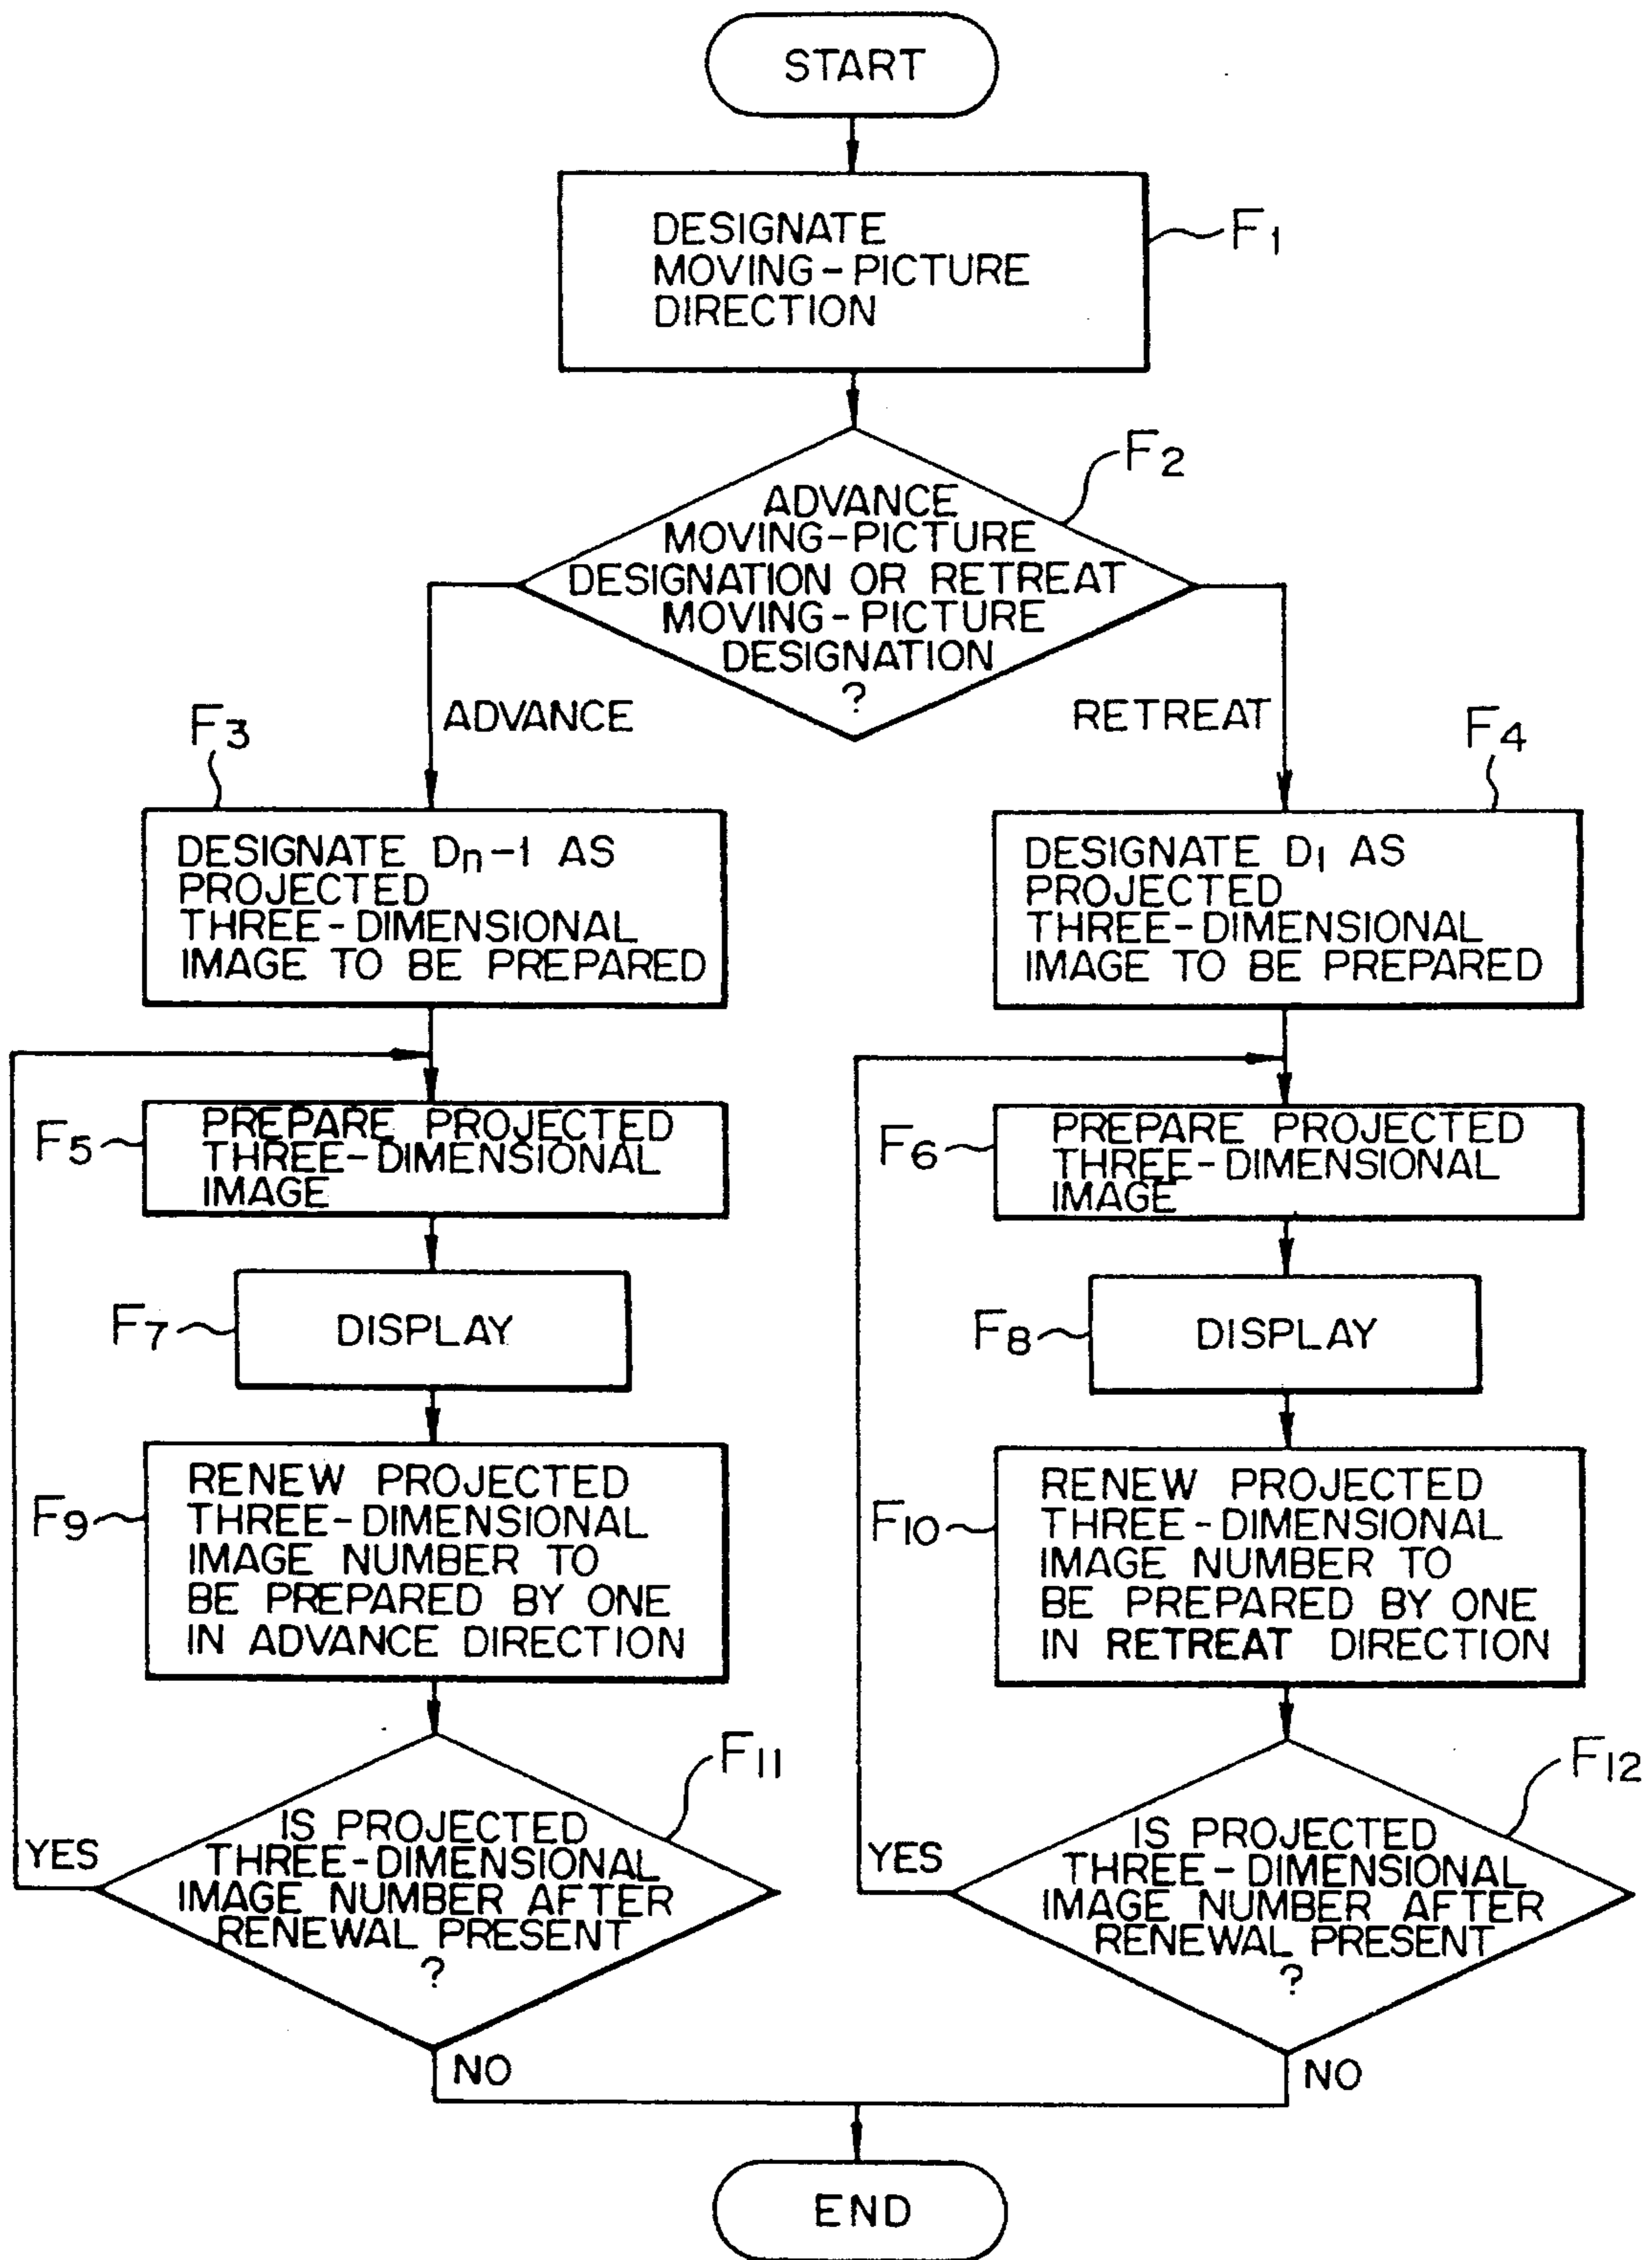 START
DESIGNATE
MOVING-PICTURE
DIRECTION
F1
F2
ADVANCE
MOVING-PICTURE
DESIGNATION OR RETREAT
MOVING-PICTURE
DESIGNATION
?
ADVANCE
RETREAT
F3
DESIGNATE Dn-1 AS
PROJECTED
THREE-DIMENSIONAL
IMAGE TO BE PREPARED
F4
DESIGNATE D1 AS
PROJECTED
THREE-DIMENSIONAL
IMAGE TO BE PREPARED
F5
PREPARE PROJECTED
THREE-DIMENSIONAL
IMAGE
F6
PREPARE PROJECTED
THREE-DIMENSIONAL
IMAGE
F7
DISPLAY
F8
DISPLAY
F9
RENEW PROJECTED
THREE-DIMENSIONAL
IMAGE NUMBER TO
BE PREPARED BY ONE
IN ADVANCE DIRECTION
F10
RENEW PROJECTED
THREE-DIMENSIONAL
IMAGE NUMBER TO
BE PREPARED BY ONE
IN RETREAT DIRECTION
F11
IS PROJECTED
THREE-DIMENSIONAL
IMAGE NUMBER AFTER
RENEWAL PRESENT
?
YES
NO
F12
IS PROJECTED
THREE-DIMENSIONAL
IMAGE NUMBER AFTER
RENEWAL PRESENT
?
YES
NO
END